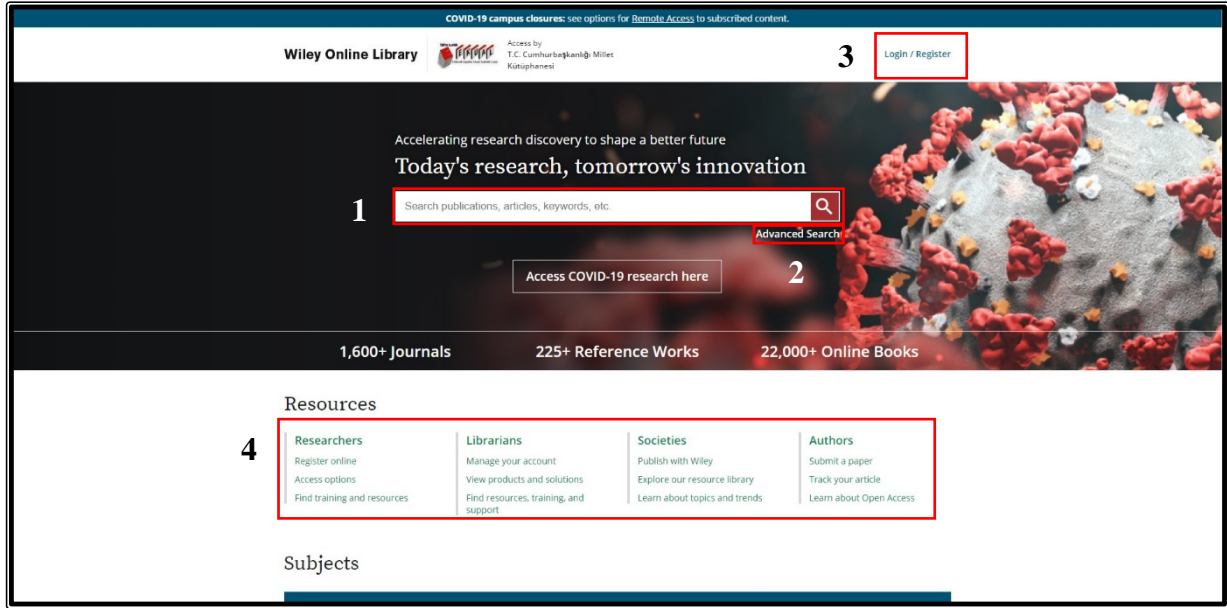 COVID-19 campus closures: see options for Remote Access to subscribed content.
Wiley Online Library
Access by
T.C. Cumhurbaşkanlığı Millet
Kütüphanesi
3
Login / Register
Accelerating research discovery to shape a better future
Today's research, tomorrow's innovation
1
Search publications, articles, keywords, etc.
Advanced Search
2
Access COVID-19 research here
1,600+ Journals
225+ Reference Works
22,000+ Online Books
Resources
4
Researchers
Register online
Access options
Find training and resources
Librarians
Manage your account
View products and solutions
Find resources, training, and
support
Societies
Publish with Wiley
Explore our resource library
Learn about topics and trends
Authors
Submit a paper
Track your article
Learn about Open Access
Subjects